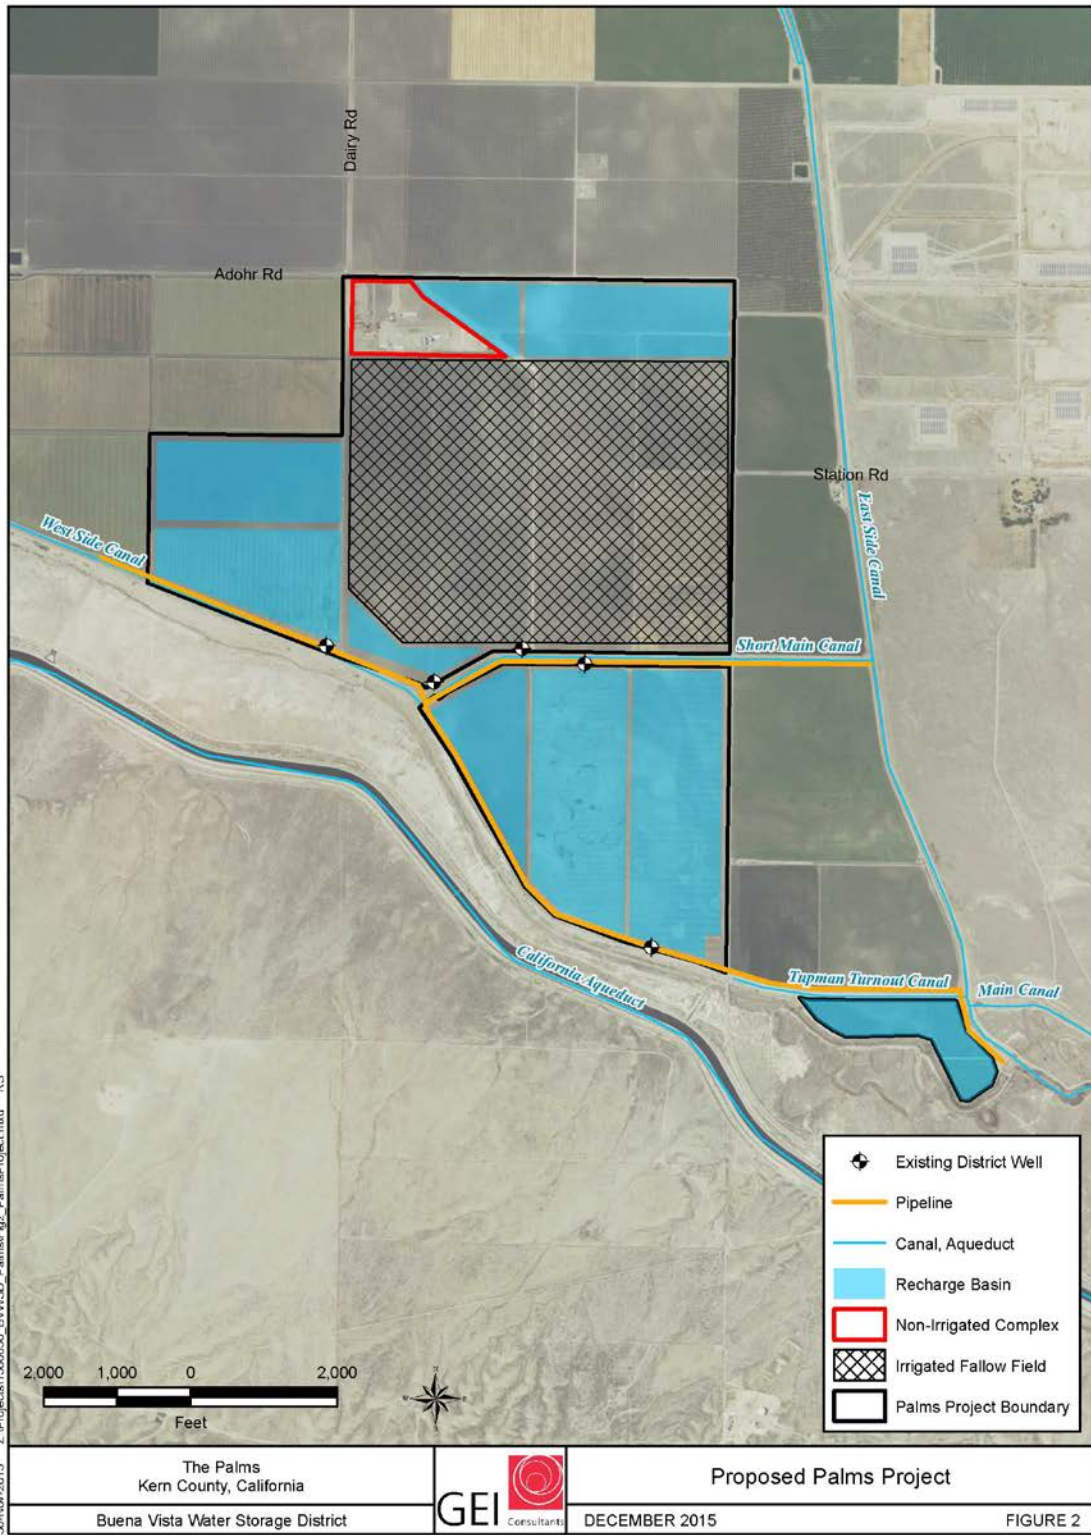 Dairy Rd
Adohr Rd
Station Rd
West Side Canal
East Side Canal
Short Main Canal
California Aqueduct
Tupman Turnout Canal
Main Canal
Existing District Well
Pipeline
Canal, Aqueduct
Recharge Basin
Non-Irrigated Complex
Irrigated Fallow Field
Palms Project Boundary
2,000 1,000 0 2,000
Feet
N
W
E
S
The Palms
Kern County, California
Buena Vista Water Storage District
GEI Consultants
Proposed Palms Project
DECEMBER 2015
FIGURE 2